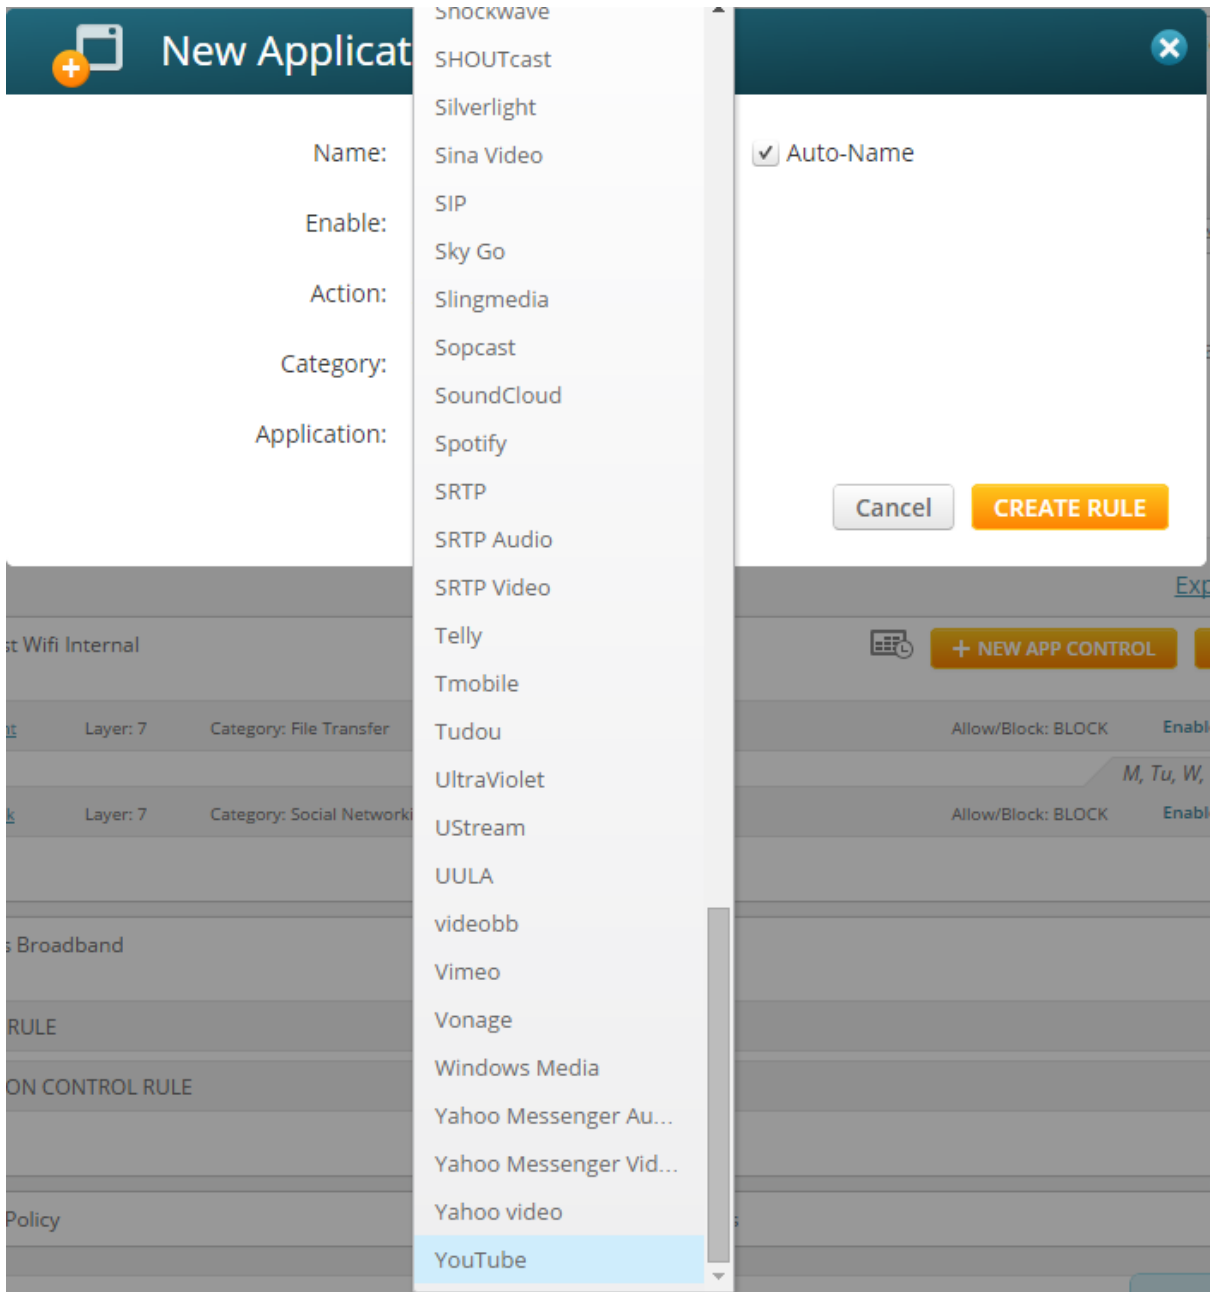 Shockwave
New Applicat
SHOUTcast
Silverlight
Name:
Sina Video
Auto-Name
SIP
Enable:
Sky Go
Action:
Slingmedia
Sopcast
Category:
SoundCloud
Application:
Spotify
SRTP
Cancel
CREATE RULE
SRTP Audio
SRTP Video
Exp
Telly
st Wifi Internal
+ NEW APP CONTROL
Tmobile
Tudou
nt Layer: 7 Category: File Transfer
Allow/Block: BLOCK Enabl
UltraViolet
M, Tu, W,
k Layer: 7 Category: Social Networki
Allow/Block: BLOCK Enabl
UStream
UULA
videobb
s Broadband
Vimeo
Vonage
RULE
Windows Media
ON CONTROL RULE
Yahoo Messenger Au...
Yahoo Messenger Vid...
Yahoo video
Policy
s
YouTube